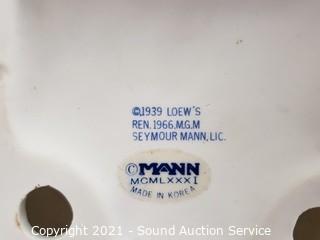 ©1939 LOEW'S
REN. 1966, M.G.M
SEYMOUR MANN, LIC.
©MANN
MCMLXXXI
MADE IN KOREA
Copyright 2021 - Sound Auction Service